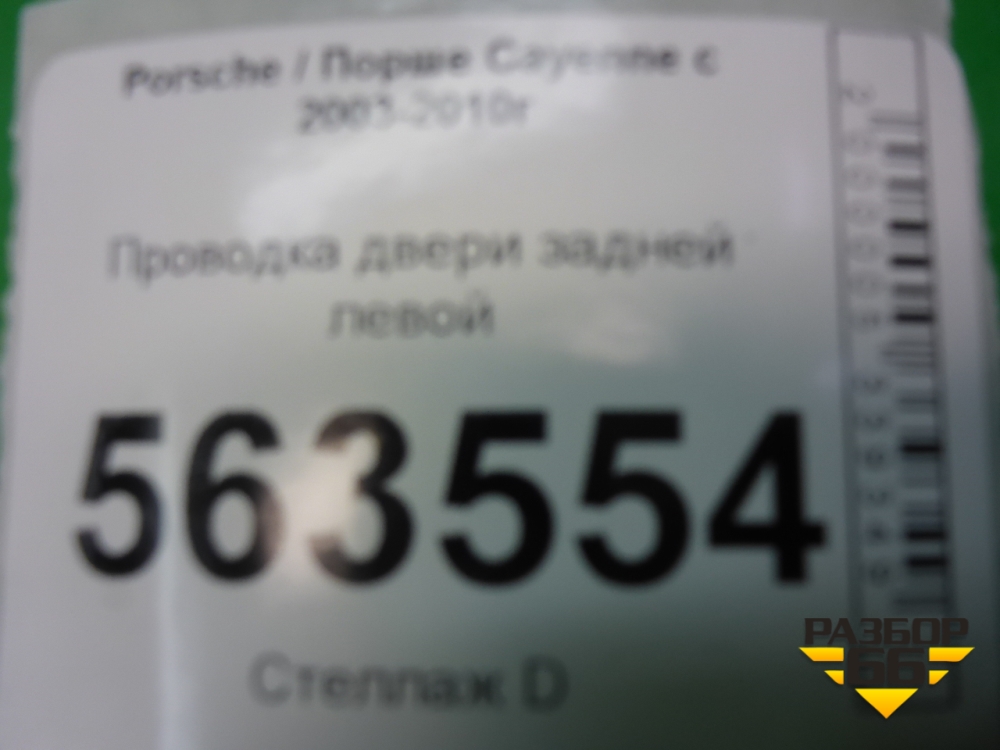 Porsche / Порше Cayenne с
2003-2010г
Проводка двери задней
левой
563554
Стеллаж D
РАЗБОР
66